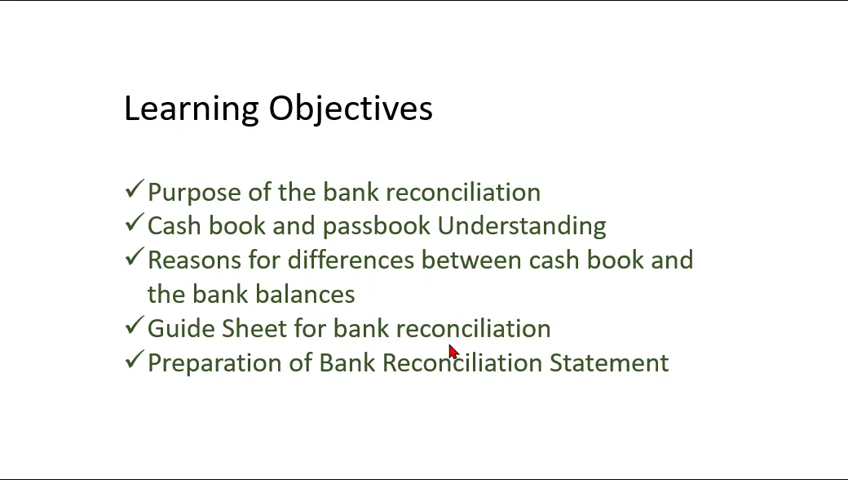 Learning Objectives
✓Purpose of the bank reconciliation
✓Cash book and passbook Understanding
✓Reasons for differences between cash book and
the bank balances
✓Guide Sheet for bank reconciliation
✓Preparation of Bank Reconciliation Statement